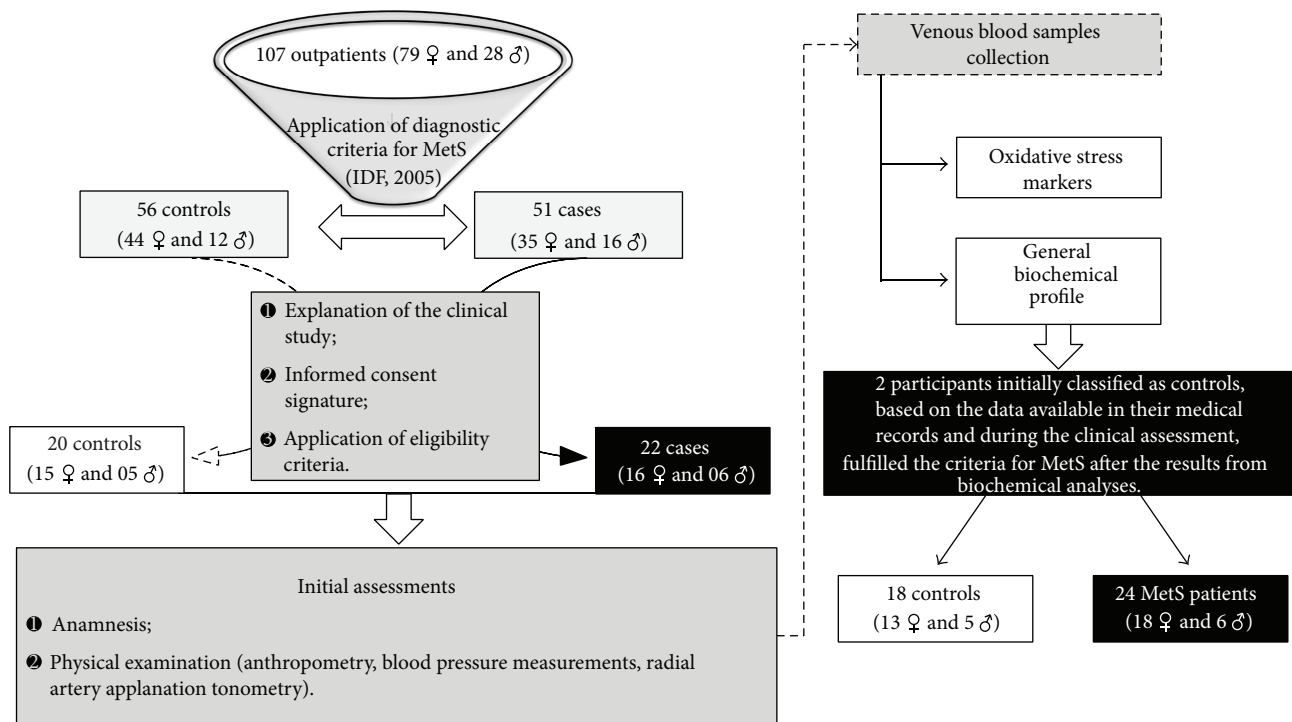 107 outpatients (79 ♀ and 28 ♂)
Application of diagnostic
criteria for MetS
(IDF, 2005)
56 controls
(44 ♀ and 12 ♂)
51 cases
(35 ♀ and 16 ♂)
❶ Explanation of the clinical
study;
❷ Informed consent
signature;
❸ Application of eligibility
criteria.
20 controls
(15 ♀ and 05 ♂)
22 cases
(16 ♀ and 06 ♂)
Initial assessments
❶ Anamnesis;
❷ Physical examination (anthropometry, blood pressure measurements, radial
artery applanation tonometry).
Venous blood samples
collection
Oxidative stress
markers
General
biochemical
profile
2 participants initially classified as controls,
based on the data available in their medical
records and during the clinical assessment,
fulfilled the criteria for MetS after the results from
biochemical analyses.
18 controls
(13 ♀ and 5 ♂)
24 MetS patients
(18 ♀ and 6 ♂)